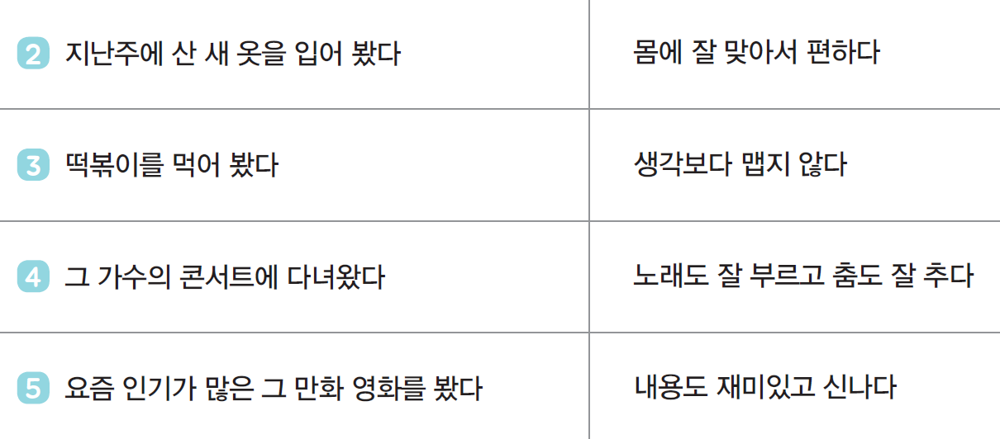 2 지난주에 산 새 옷을 입어 봤다 몸에 잘 맞아서 편하다
3 떡볶이를 먹어 봤다 생각보다 맵지 않다
4 그 가수의 콘서트에 다녀왔다 노래도 잘 부르고 춤도 잘 추다
5 요즘 인기가 많은 그 만화 영화를 봤다 내용도 재미있고 신나다